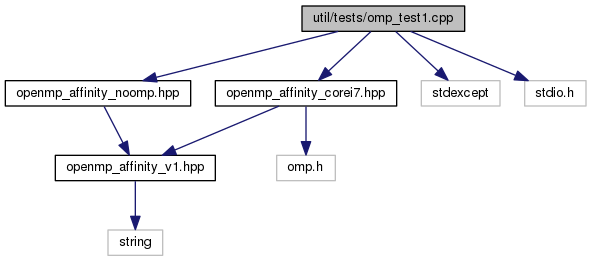 util/tests/omp_test1.cpp
openmp_affinity_noomp.hpp
openmp_affinity_corei7.hpp
stdexcept
stdio.h
openmp_affinity_v1.hpp
omp.h
string